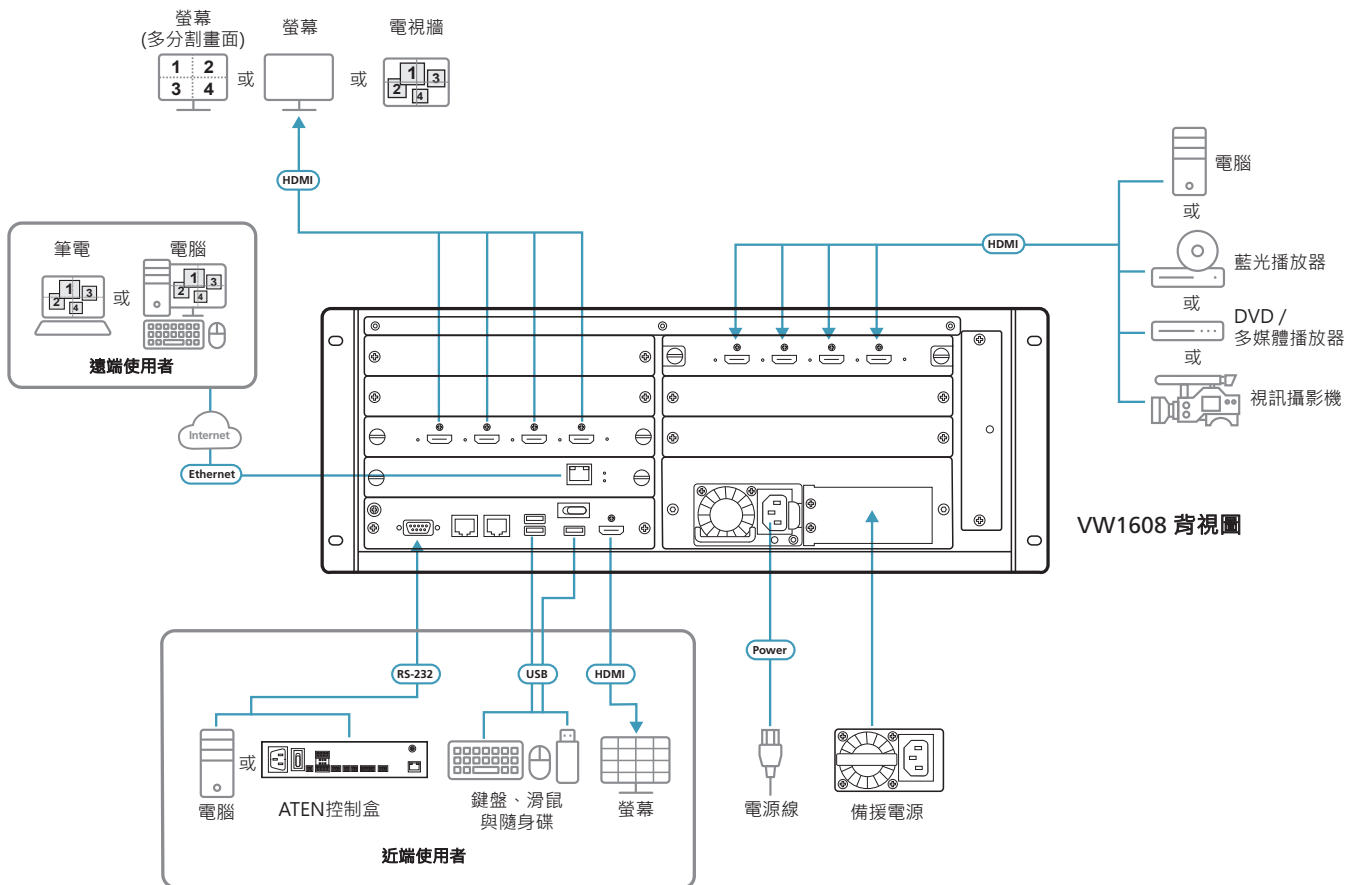 螢幕
(多分割畫面)
螢幕
電視牆
1 2
3 4
或
或
1
2
3
4
HDMI
HDMI
電腦
或
藍光播放器
或
DVD /
多媒體播放器
或
視訊攝影機
筆電
電腦
1
2
3
4
或
1
2
3
4
遠端使用者
Internet
Ethernet
VW1608 背視圖
RS-232
USB
HDMI
Power
或
電腦
ATEN控制盒
鍵盤、滑鼠
與隨身碟
螢幕
電源線
備援電源
近端使用者